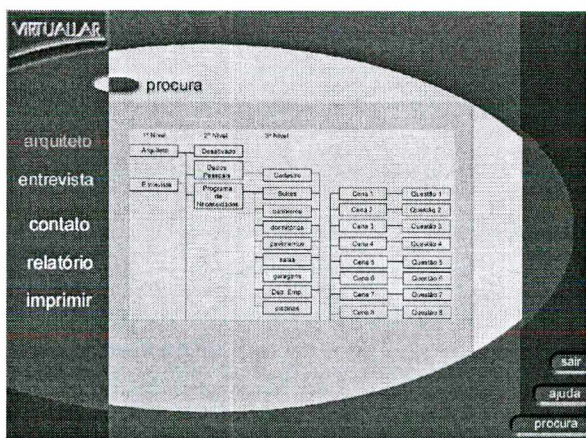 VIRTUALLAR
procura
arquiteto
entrevista
contato
relatório
imprimir
1º Nível 2º Nível 3º Nível
Arquiteto Desativado
Dados Pessoais
Entrevista
Programa de Necessidades
Cadastro
Suítes
banheiros
dormitórios
pavimentos
salas
garagens
Dep. Emp.
piscinas
Cena 1 Questão 1
Cena 2 Questão 2
Cena 3 Questão 3
Cena 4 Questão 4
Cena 5 Questão 5
Cena 6 Questão 6
Cena 7 Questão 7
Cena 8 Questão 8
sair
ajuda
procura